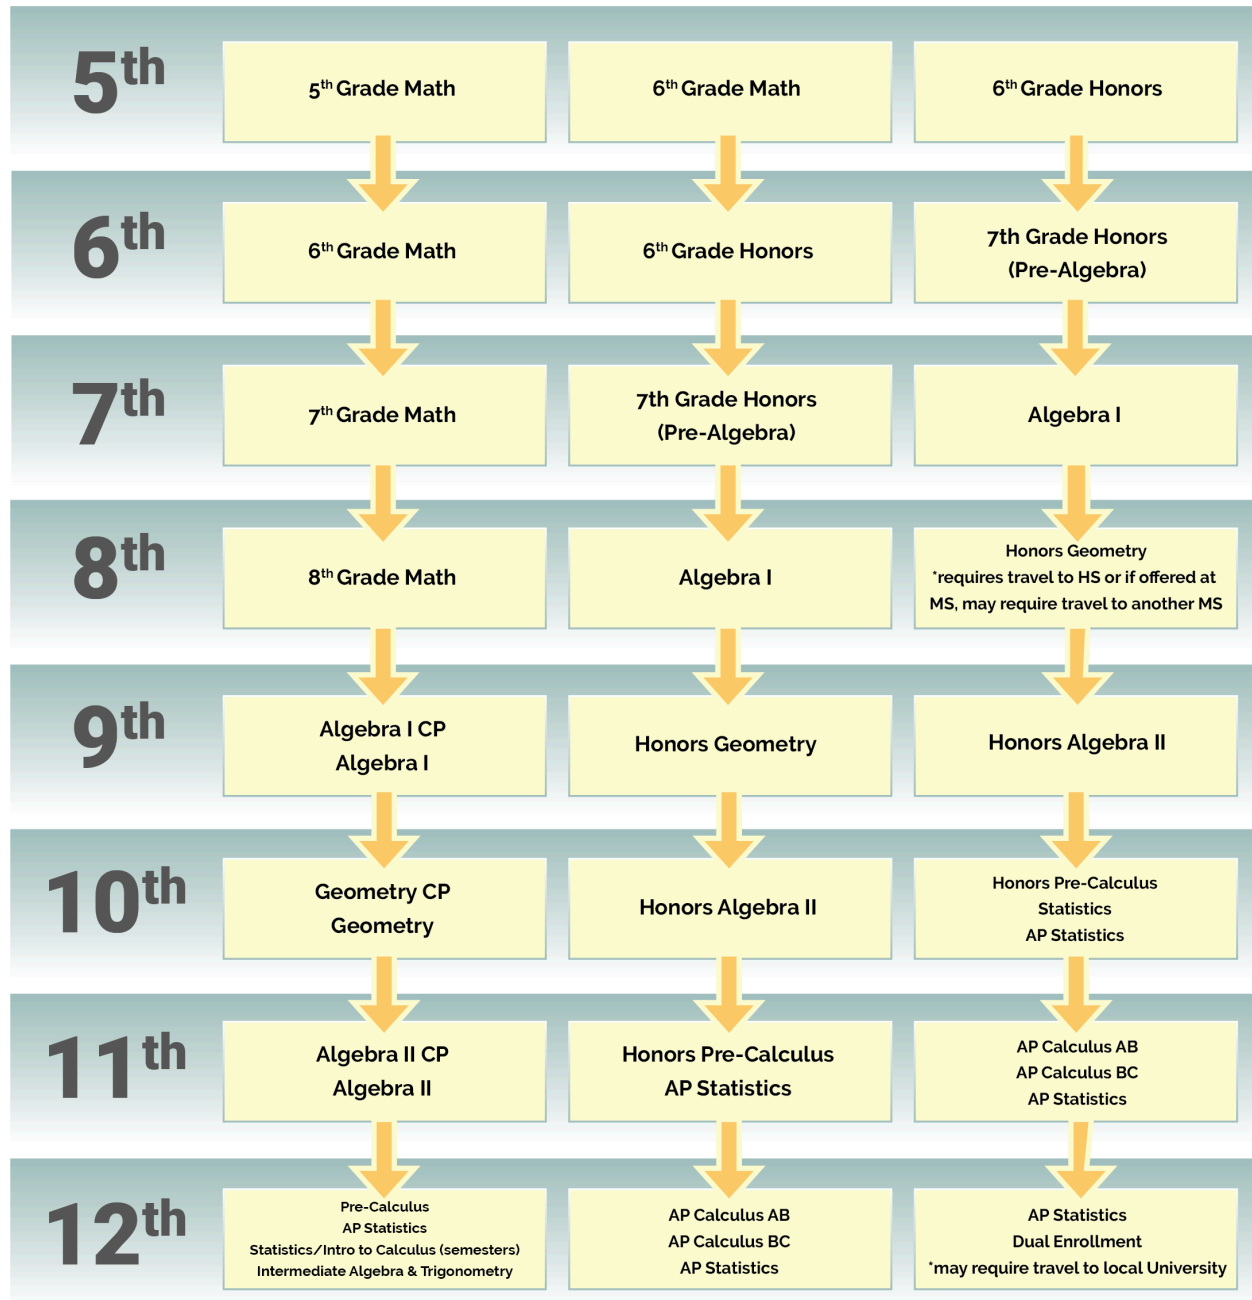 5th
5th Grade Math
6th Grade Math
6th Grade Honors
6th
6th Grade Math
6th Grade Honors
7th Grade Honors
(Pre-Algebra)
7th
7th Grade Math
7th Grade Honors
(Pre-Algebra)
Algebra I
8th
8th Grade Math
Algebra I
Honors Geometry
*requires travel to HS or if offered at
MS, may require travel to another MS
9th
Algebra I CP
Algebra I
Honors Geometry
Honors Algebra II
10th
Geometry CP
Geometry
Honors Algebra II
Honors Pre-Calculus
Statistics
AP Statistics
11th
Algebra II CP
Algebra II
Honors Pre-Calculus
AP Statistics
AP Calculus AB
AP Calculus BC
AP Statistics
12th
Pre-Calculus
AP Statistics
Statistics/Intro to Calculus (semesters)
Intermediate Algebra & Trigonometry
AP Calculus AB
AP Calculus BC
AP Statistics
AP Statistics
Dual Enrollment
*may require travel to local University